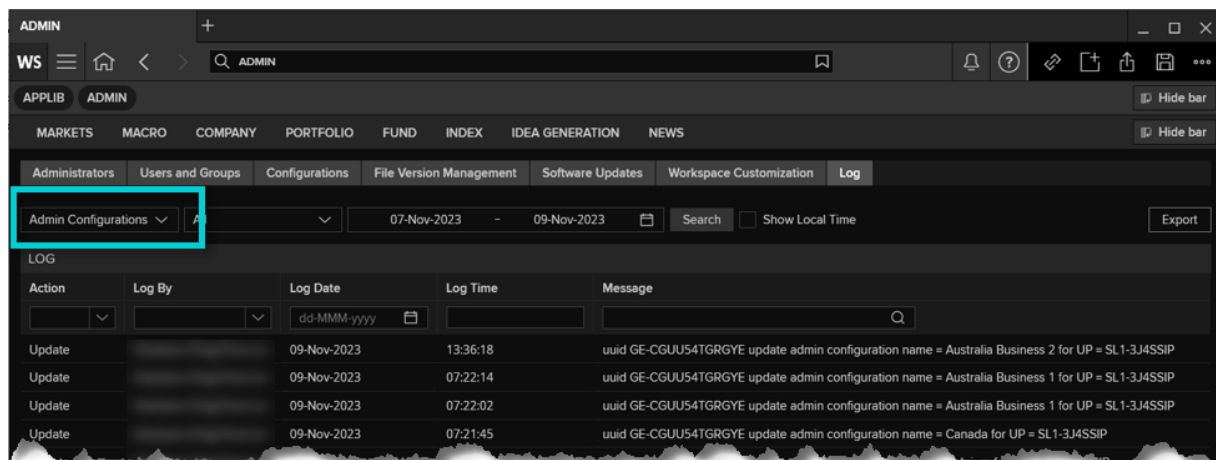 ADMIN
WS ADMIN
APPLIB ADMIN Hide bar
MARKETS MACRO COMPANY PORTFOLIO FUND INDEX IDEA GENERATION NEWS Hide bar
Administrators Users and Groups Configurations File Version Management Software Updates Workspace Customization Log
Admin Configurations 07-Nov-2023 – 09-Nov-2023 Search Show Local Time Export
LOG
Action Log By Log Date Log Time Message
dd-MMM-yyyy
Update 09-Nov-2023 13:36:18 uuid GE-CGUU54TGRGYE update admin configuration name = Australia Business 2 for UP = SL1-3J4SSIP
Update 09-Nov-2023 07:22:14 uuid GE-CGUU54TGRGYE update admin configuration name = Australia Business 1 for UP = SL1-3J4SSIP
Update 09-Nov-2023 07:22:02 uuid GE-CGUU54TGRGYE update admin configuration name = Australia Business 1 for UP = SL1-3J4SSIP
Update 09-Nov-2023 07:21:45 uuid GE-CGUU54TGRGYE update admin configuration name = Canada for UP = SL1-3J4SSIP